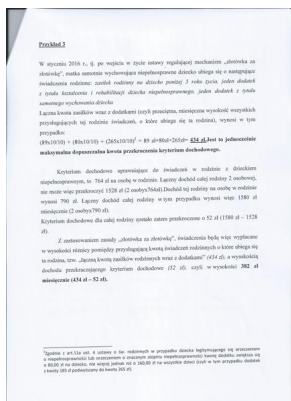 Przykład 3
W styczniu 2016 r., tj. po wejściu w życie ustawy regulującej mechanizm „złotówka za
złotówkę”, matka samotnie wychowująca niepełnosprawne dziecko ubiega się o następujące
świadczenia rodzinne: zasiłek rodzinny na dziecko poniżej 5 roku życia, jeden dodatek
z tytułu kształcenia i rehabilitacji dziecka niepełnosprawnego, jeden dodatek z tytułu
samotnego wychowania dziecka
Łączna kwota zasiłków wraz z dodatkami (czyli przeciętna, miesięczna wysokość wszystkich
przysługujących tej rodzinie świadczeń, o które ubiega się ta rodzina), wynosi w tym
przypadku:
(89x10/10) + (80x10/10) + (265x10/10)² = 89 zł+80zł+265zł= 434 zł.Jest to jednocześnie
maksymalna dopuszczalna kwota przekroczenia kryterium dochodowego.
Kryterium dochodowe uprawniające do świadczeń w rodzinie z dzieckiem
niepełnosprawnym, to 764 zł na osobę w rodzinie. Łączny dochód całej rodziny 2 osobowej,
nie może więc przekroczyć 1528 zł (2 osobyx764zł).Dochód tej rodziny na osobę w rodzinie
wynosi 790 zł. Łączny dochód całej rodziny w tym przypadku wynosi więc 1580 zł
miesięcznie (2 osobyx790 zł).
Kryterium dochodowe dla całej rodziny zostało zatem przekroczone o 52 zł (1580 zł – 1528
zł).
Z zastosowaniem zasady „złotówka za złotówkę”, świadczenia będą więc wypłacane
w wysokości różnicy pomiędzy przysługującą kwotą świadczeń rodzinnych o które ubiega się
ta rodzina, tzw. „łączną kwotą zasiłków rodzinnych wraz z dodatkami” (434 zł), a wysokością
dochodu przekraczającego kryterium dochodowe (52 zł), czyli w wysokości 382 zł
miesięcznie (434 zł – 52 zł).